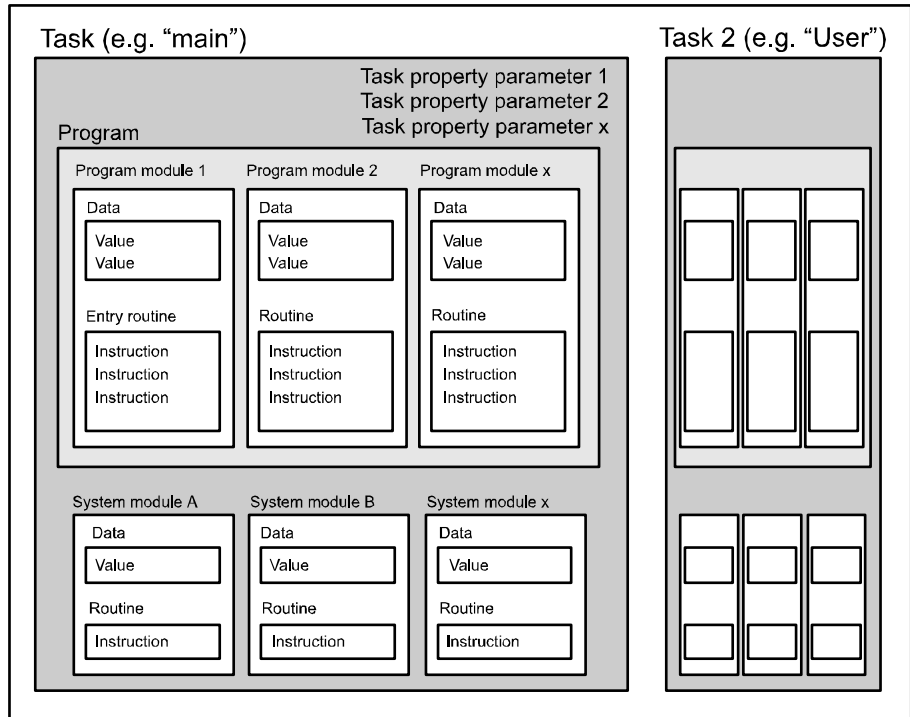 Task (e.g. “main”)
Task 2 (e.g. “User”)
Task property parameter 1
Task property parameter 2
Task property parameter x
Program
Program module 1
Program module 2
Program module x
Data
Data
Data
Value
Value
Value
Value
Value
Value
Entry routine
Routine
Routine
Instruction
Instruction
Instruction
Instruction
Instruction
Instruction
Instruction
Instruction
Instruction
System module A
System module B
System module x
Data
Data
Data
Value
Value
Value
Routine
Routine
Routine
Instruction
Instruction
Instruction